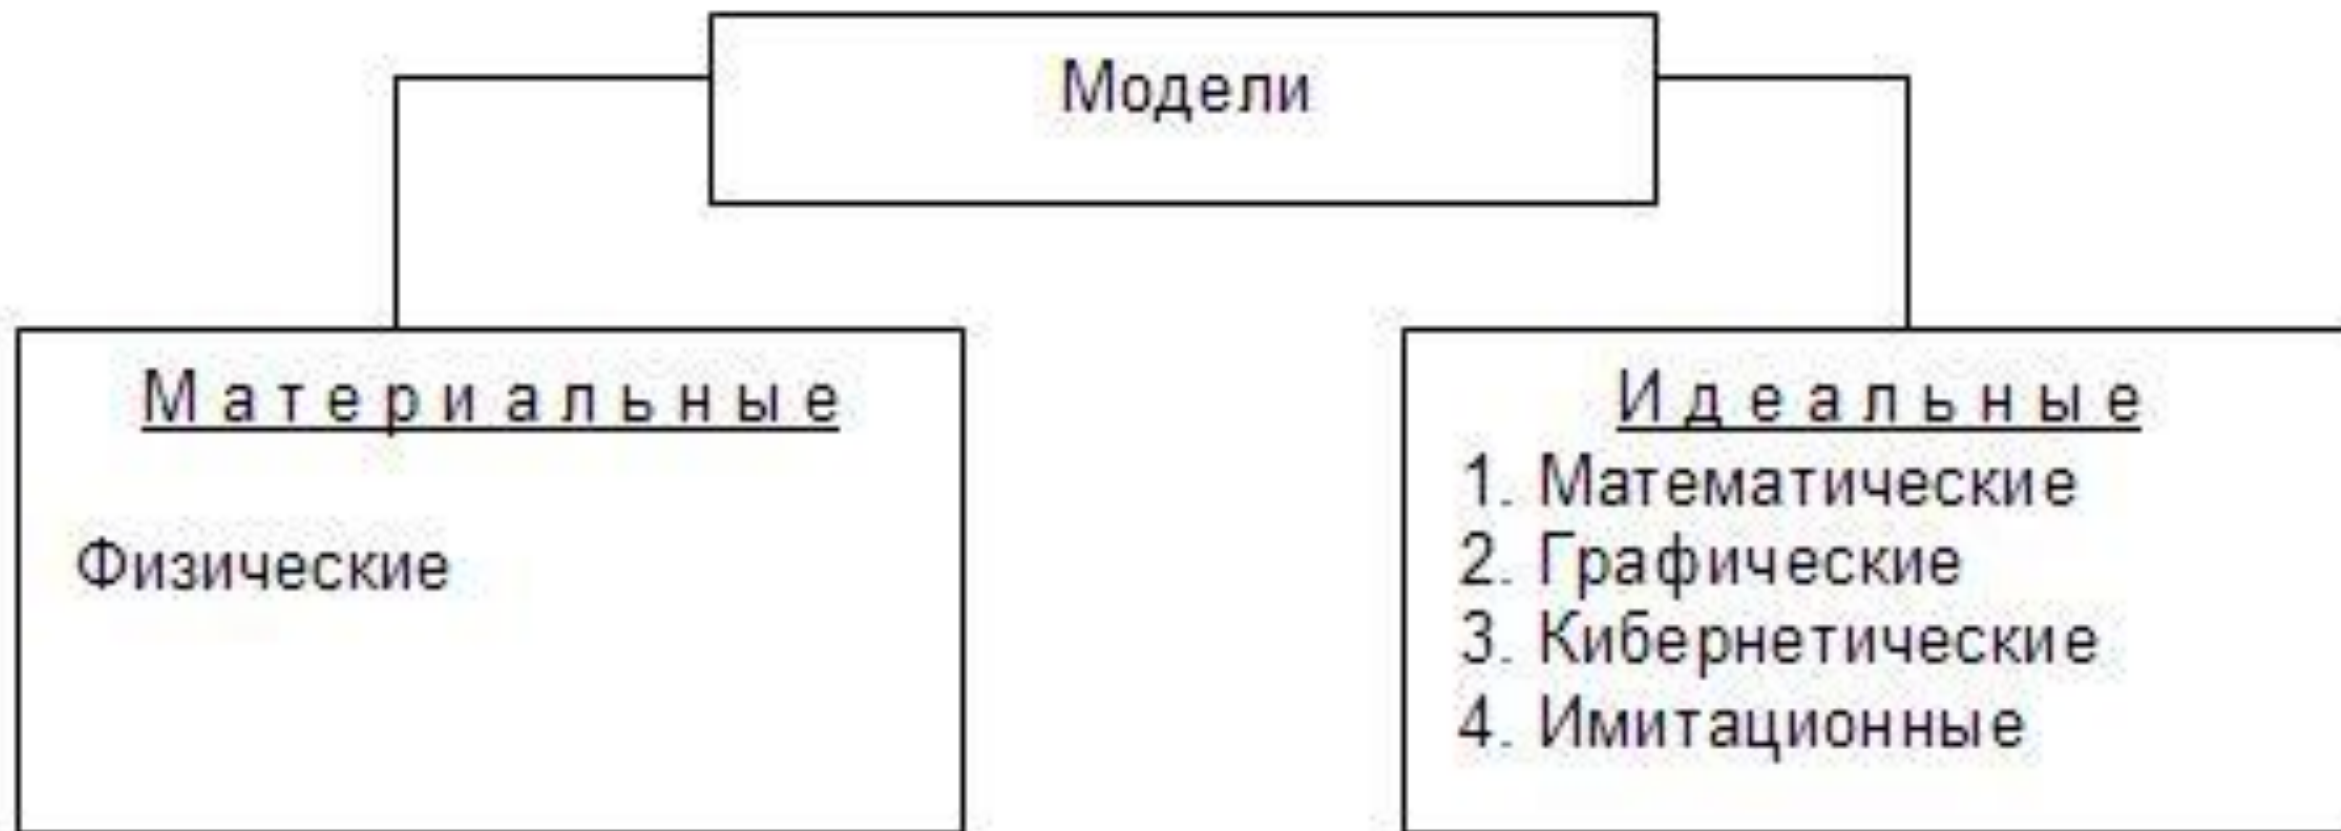 Модели
Материальные
Физические
Идеальные
1. Математические
2. Графические
3. Кибернетические
4. Имитационные